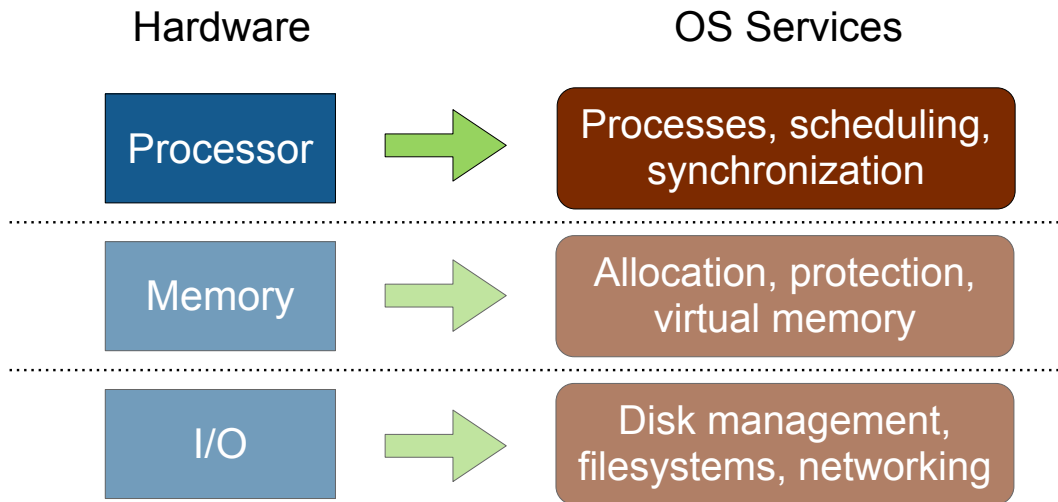 Hardware
OS Services
Processor
Processes, scheduling,
synchronization
Memory
Allocation, protection,
virtual memory
I/O
Disk management,
filesystems, networking